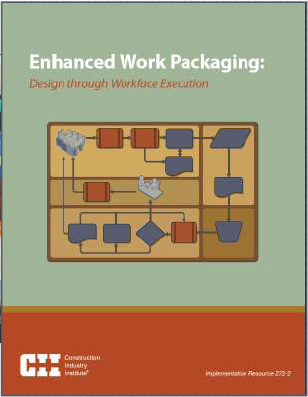 Enhanced Work Packaging:
Design through Workface Execution
CII
Construction
Industry
Institute®
Implementation Resource 272-2